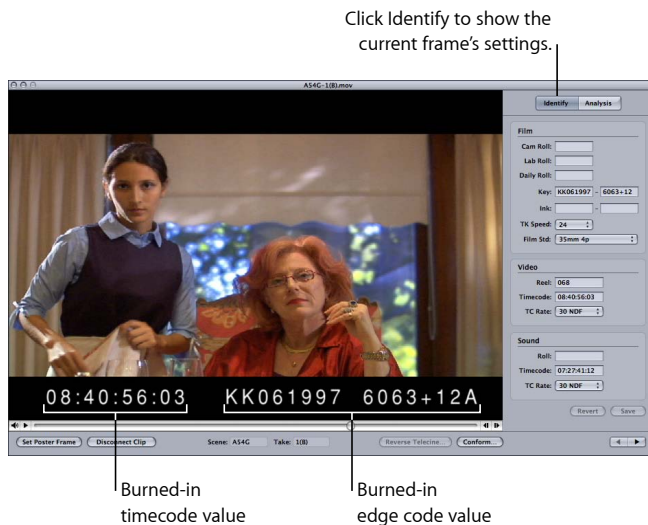 Click Identify to show the
current frame's settings.
A54G-1(B).mov
Identify
Analysis
Film
Cam Roll:
Lab Roll:
Daily Roll:
Key: KK061997 - 6063+12
Ink: -
TK Speed: 24
Film Std: 35mm 4p
Video
Reel: 068
Timecode: 08:40:56:03
TC Rate: 30 NDF
Sound
Roll:
Timecode: 07:27:41:12
TC Rate: 30 NDF
Revert
Save
08:40:56:03
KK061997 6063+12A
Set Poster Frame
Disconnect Clip
Scene: A54G
Take: 1(B)
Reverse Telecine...
Conform...
Burned-in
timecode value
Burned-in
edge code value